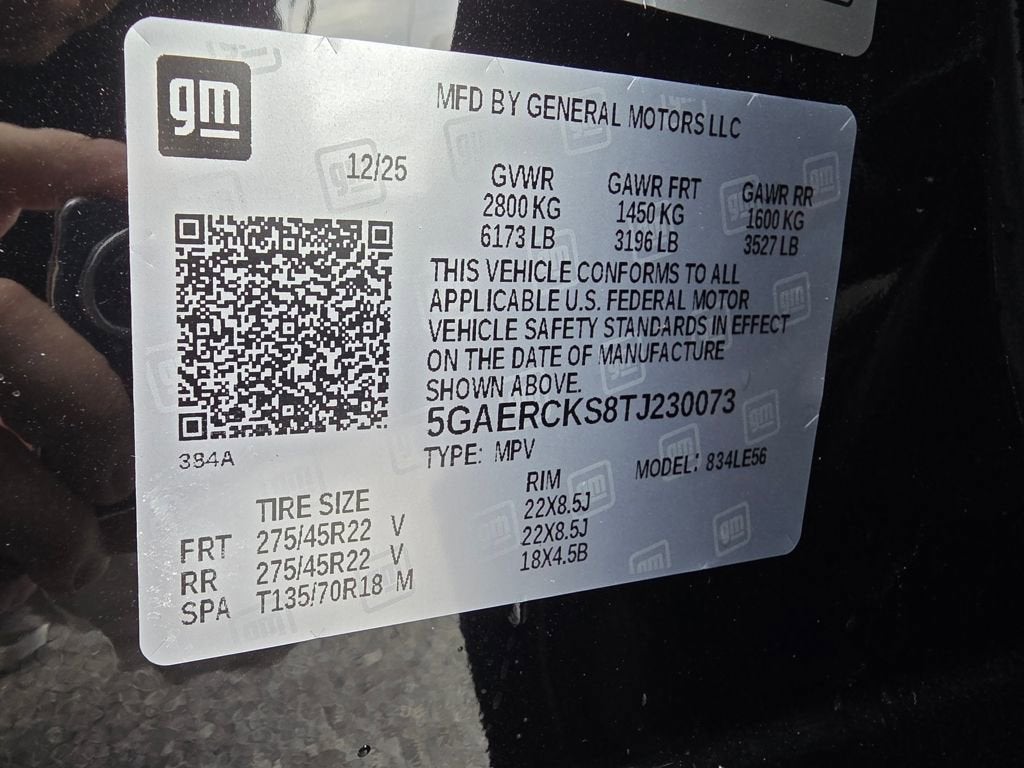 gm
MFD BY GENERAL MOTORS LLC
12/25
GVWR GAWR FRT GAWR RR
2800 KG 1450 KG 1600 KG
6173 LB 3196 LB 3527 LB
THIS VEHICLE CONFORMS TO ALL
APPLICABLE U.S. FEDERAL MOTOR
VEHICLE SAFETY STANDARDS IN EFFECT
ON THE DATE OF MANUFACTURE
SHOWN ABOVE.
5GAERCKS8TJ230073
384A
TYPE: MPV MODEL: 834LE56
TIRE SIZE RIM
FRT 275/45R22 V 22X8.5J
RR 275/45R22 V 22X8.5J
SPA T135/70R18 M 18X4.5B